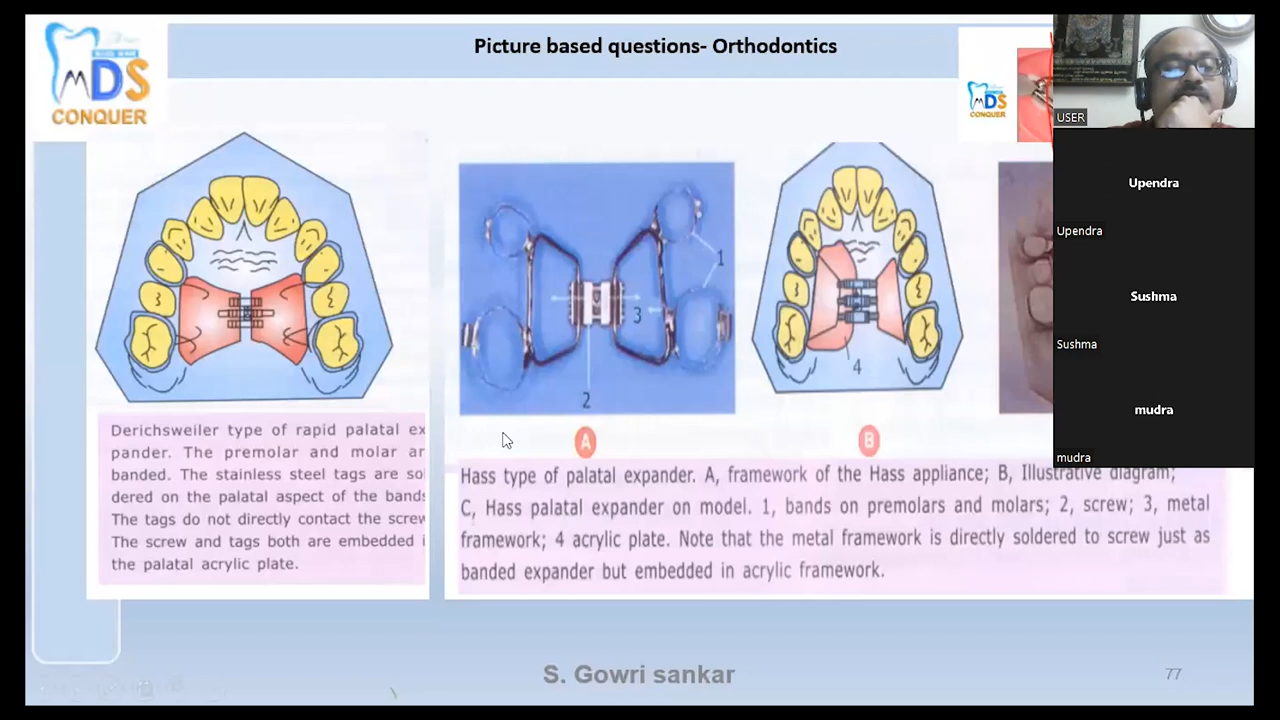 Picture based questions- Orthodontics
MDS
CONQUER
MDS
CONQUER
USER
Upendra
Upendra
Sushma
Sushma
mudra
mudra
1
3
2
4
A
B
Derichsweiler type of rapid palatal ex
pander. The premolar and molar ar
banded. The stainless steel tags are so
dered on the palatal aspect of the bands
The tags do not directly contact the screw
The screw and tags both are embedded i
the palatal acrylic plate.
Hass type of palatal expander. A, framework of the Hass appliance; B, Illustrative diagram;
C, Hass palatal expander on model. 1, bands on premolars and molars; 2, screw; 3, metal
framework; 4 acrylic plate. Note that the metal framework is directly soldered to screw just as
banded expander but embedded in acrylic framework.
S. Gowri sankar
77